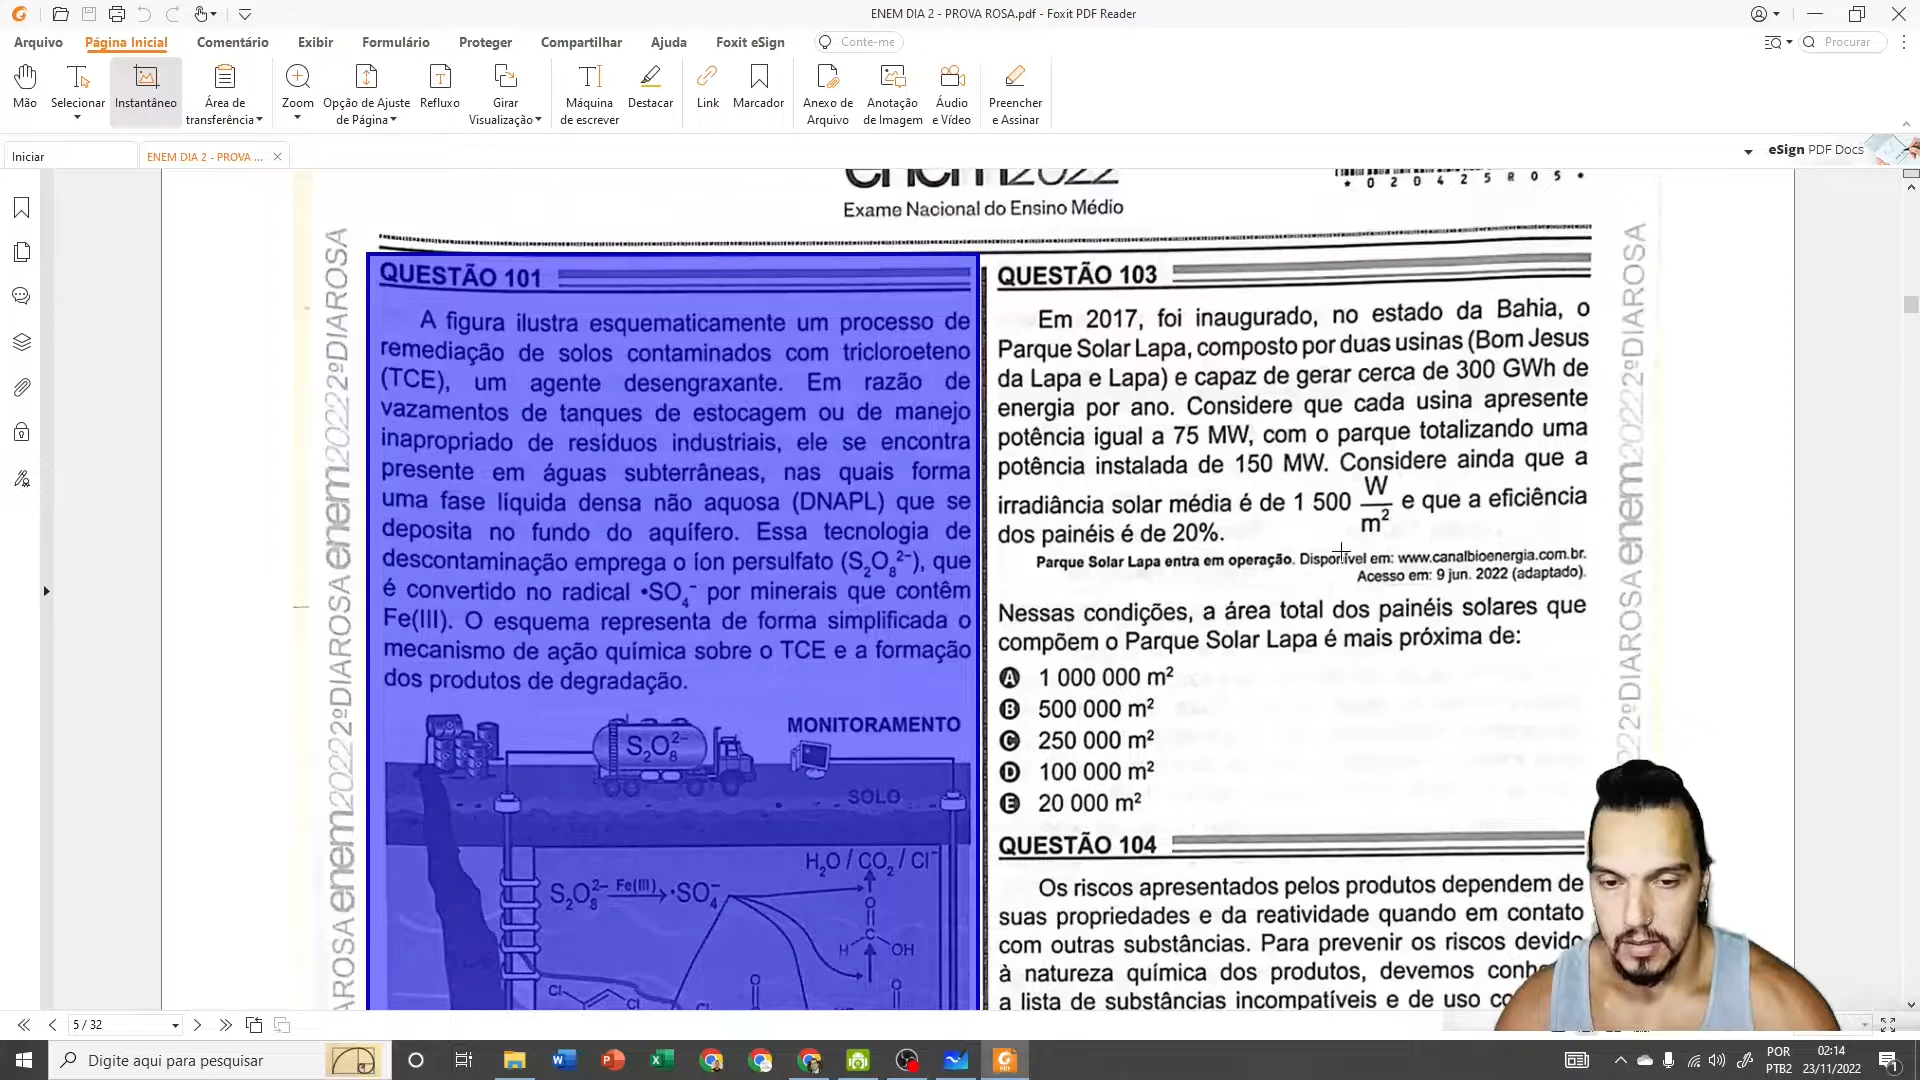 ENEM DIA 2 - PROVA ROSA.pdf - Foxit PDF Reader
Arquivo Página Inicial Comentário Exibir Formulário Proteger Compartilhar Ajuda Foxit eSign Conte-me Procurar
Mão Selecionar Instantâneo Área de transferência Zoom Opção de Ajuste de Página Refluxo Girar Visualização Máquina de escrever Destacar Link Marcador Anexo de Arquivo Anotação de Imagem Áudio e Vídeo Preencher e Assinar
Iniciar ENEM DIA 2 - PROVA ... eSign PDF Docs
enem2022
Exame Nacional do Ensino Médio
* 0 2 0 4 2 5 R 0 5 *
QUESTÃO 101
A figura ilustra esquematicamente um processo de
remediação de solos contaminados com tricloroeteno
(TCE), um agente desengraxante. Em razão de
vazamentos de tanques de estocagem ou de manejo
inapropriado de resíduos industriais, ele se encontra
presente em águas subterrâneas, nas quais forma
uma fase líquida densa não aquosa (DNAPL) que se
deposita no fundo do aquífero. Essa tecnologia de
descontaminação emprega o íon persulfato (S₂O₈²⁻), que
é convertido no radical •SO₄⁻ por minerais que contêm
Fe(III). O esquema representa de forma simplificada o
mecanismo de ação química sobre o TCE e a formação
dos produtos de degradação.
MONITORAMENTO
S₂O₈²⁻
SOLO
H₂O / CO₂ / Cl⁻
S₂O₈²⁻ Fe(III) •SO₄⁻
O
H C OH
Cl Cl
O
QUESTÃO 103
Em 2017, foi inaugurado, no estado da Bahia, o
Parque Solar Lapa, composto por duas usinas (Bom Jesus
da Lapa e Lapa) e capaz de gerar cerca de 300 GWh de
energia por ano. Considere que cada usina apresente
potência igual a 75 MW, com o parque totalizando uma
potência instalada de 150 MW. Considere ainda que a
irradiância solar média é de 1 500 W/m² e que a eficiência
dos painéis é de 20%.
Parque Solar Lapa entra em operação. Disponível em: www.canalbioenergia.com.br.
Acesso em: 9 jun. 2022 (adaptado).
Nessas condições, a área total dos painéis solares que
compõem o Parque Solar Lapa é mais próxima de:
A 1 000 000 m²
B 500 000 m²
C 250 000 m²
D 100 000 m²
E 20 000 m²
QUESTÃO 104
Os riscos apresentados pelos produtos dependem de
suas propriedades e da reatividade quando em contato
com outras substâncias. Para prevenir os riscos devido
à natureza química dos produtos, devemos
a lista de substâncias incompatíveis e de uso
enem2022 2ºDIAROSA
enem2022 2ºDIAROSA
5 / 32
Digite aqui para pesquisar
POR
PTB2
02:14
23/11/2022
1